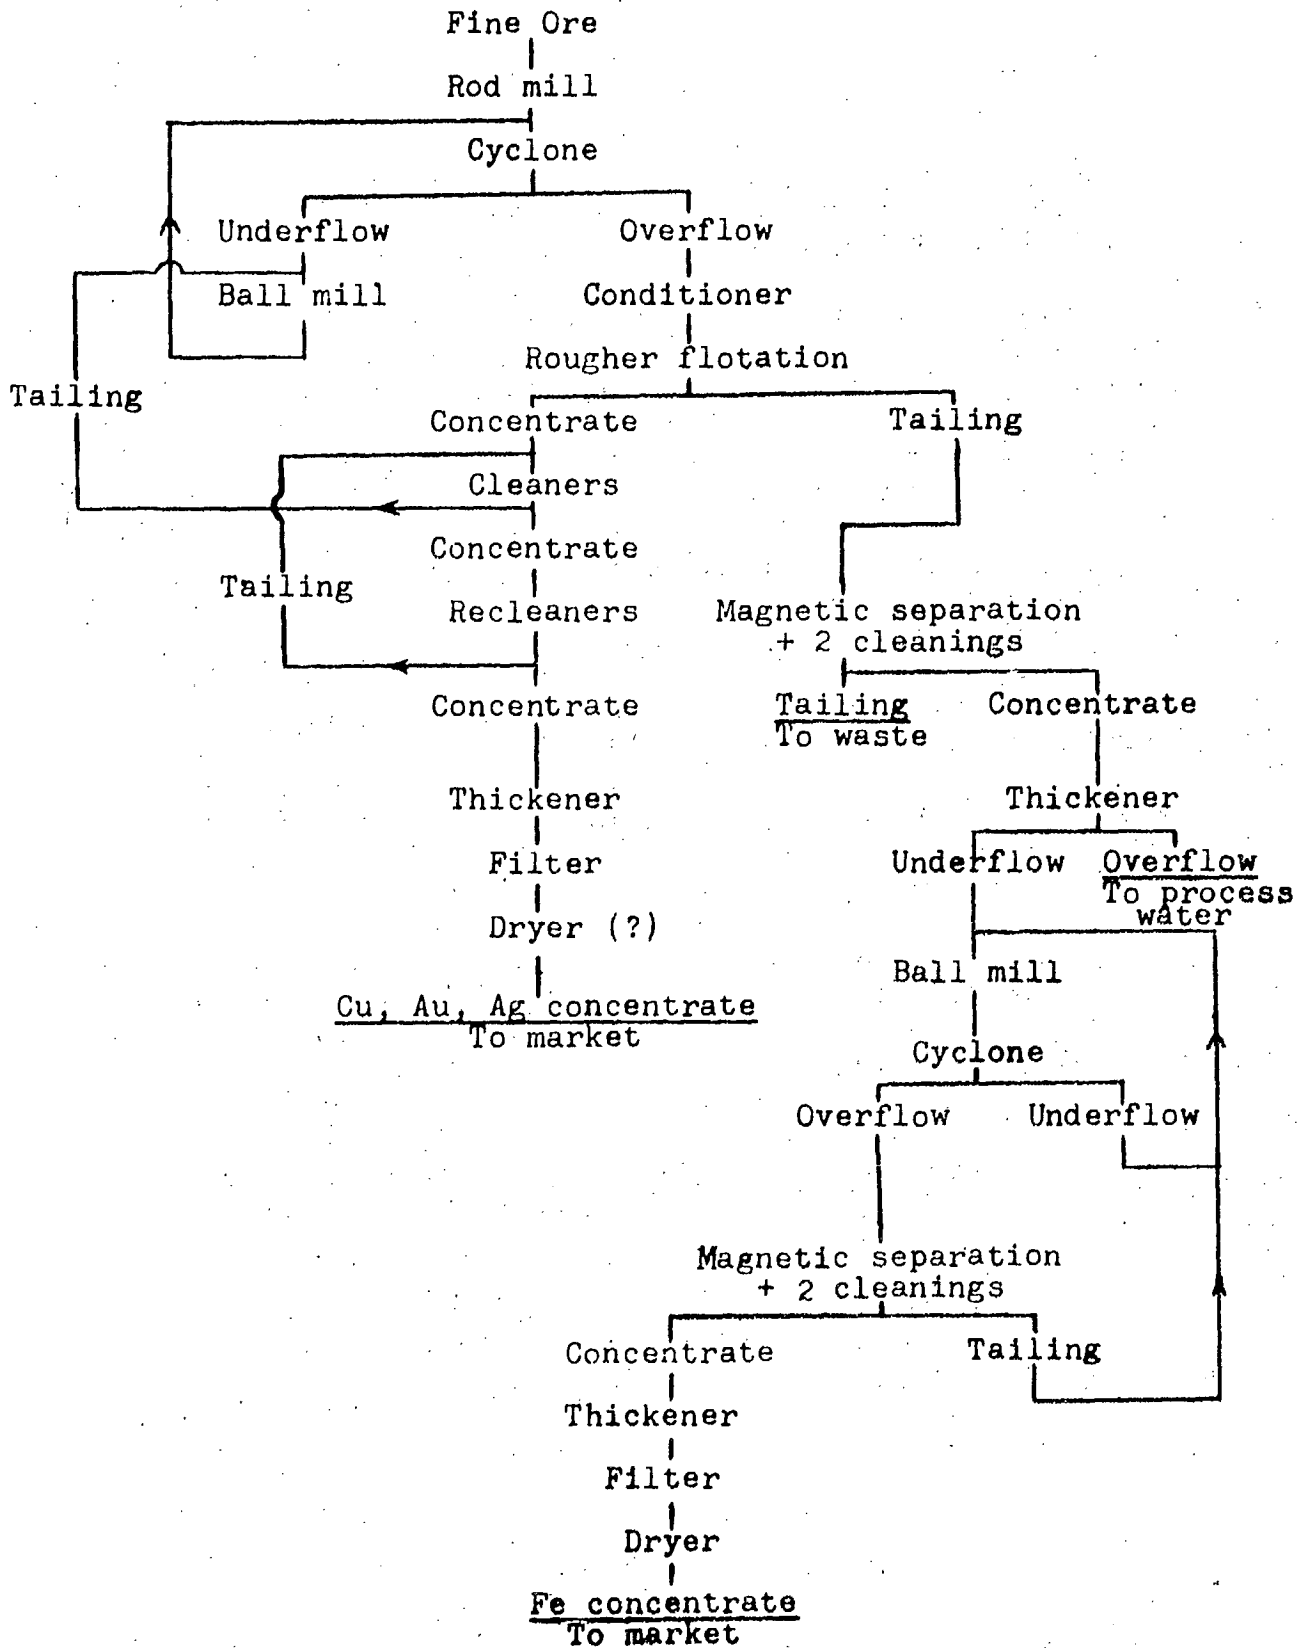 Fine Ore
Rod mill
Cyclone
Underflow
Overflow
Ball mill
Conditioner
Rougher flotation
Tailing
Concentrate
Tailing
Cleaners
Concentrate
Tailing
Recleaners
Magnetic separation
+ 2 cleanings
Concentrate
Tailing
To waste
Concentrate
Thickener
Thickener
Filter
Underflow
Overflow
To process
water
Dryer (?)
Ball mill
Cu, Au, Ag concentrate
To market
Cyclone
Overflow
Underflow
Magnetic separation
+ 2 cleanings
Concentrate
Tailing
Thickener
Filter
Dryer
Fe concentrate
To market